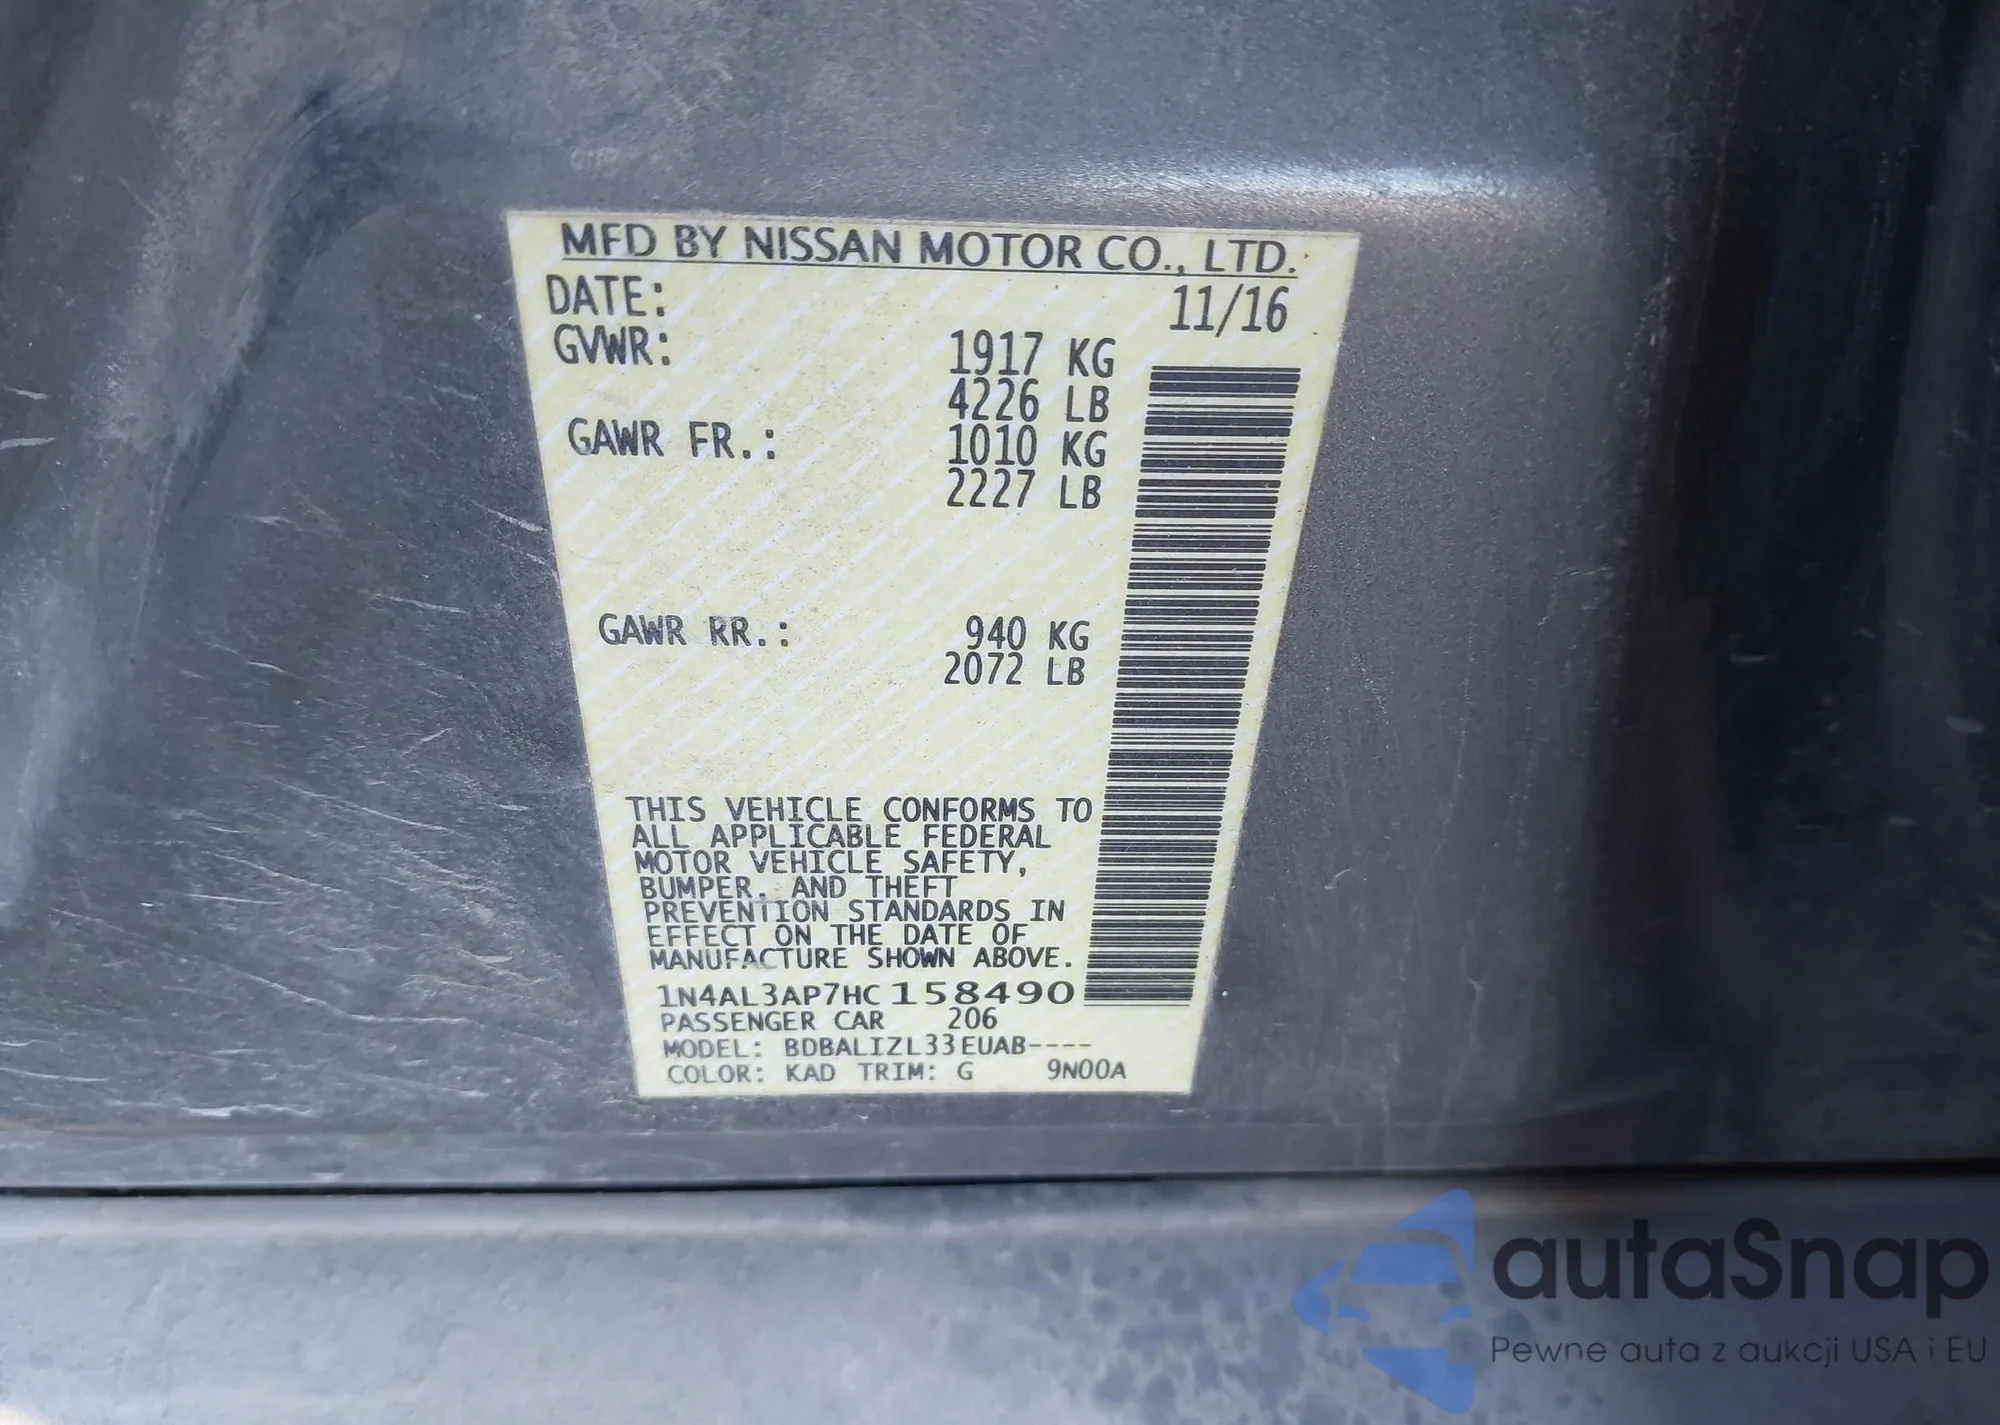 MFD BY NISSAN MOTOR CO., LTD.
DATE: 11/16
GVWR: 1917 KG
4226 LB
GAWR FR.: 1010 KG
2227 LB
GAWR RR.: 940 KG
2072 LB
THIS VEHICLE CONFORMS TO
ALL APPLICABLE FEDERAL
MOTOR VEHICLE SAFETY,
BUMPER, AND THEFT
PREVENTION STANDARDS IN
EFFECT ON THE DATE OF
MANUFACTURE SHOWN ABOVE.
1N4AL3AP7HC158490
PASSENGER CAR 206
MODEL: BDBALIZL33EUAB----
COLOR: KAD TRIM: G 9N00A
autaSnap
Pewne auta z aukcji USA i EU